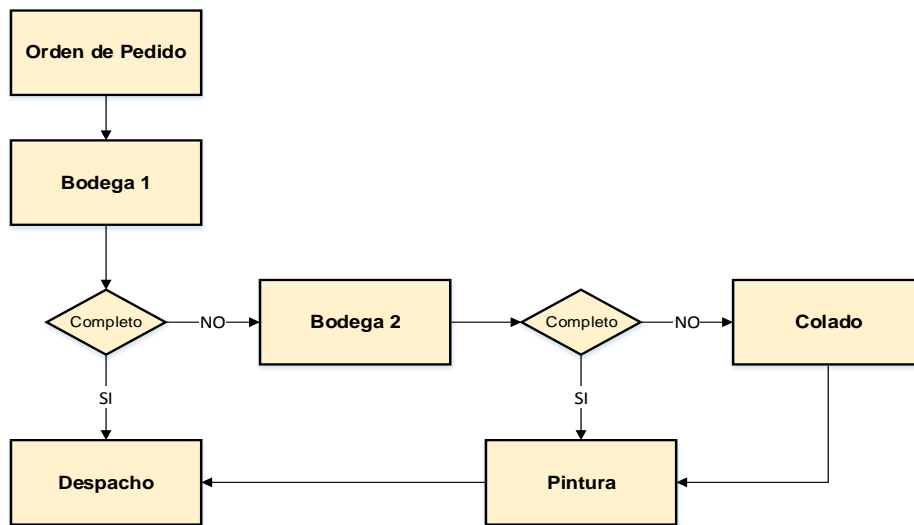 Orden de Pedido
Bodega 1
Completo
NO
Bodega 2
Completo
NO
Colado
SI
SI
Despacho
Pintura